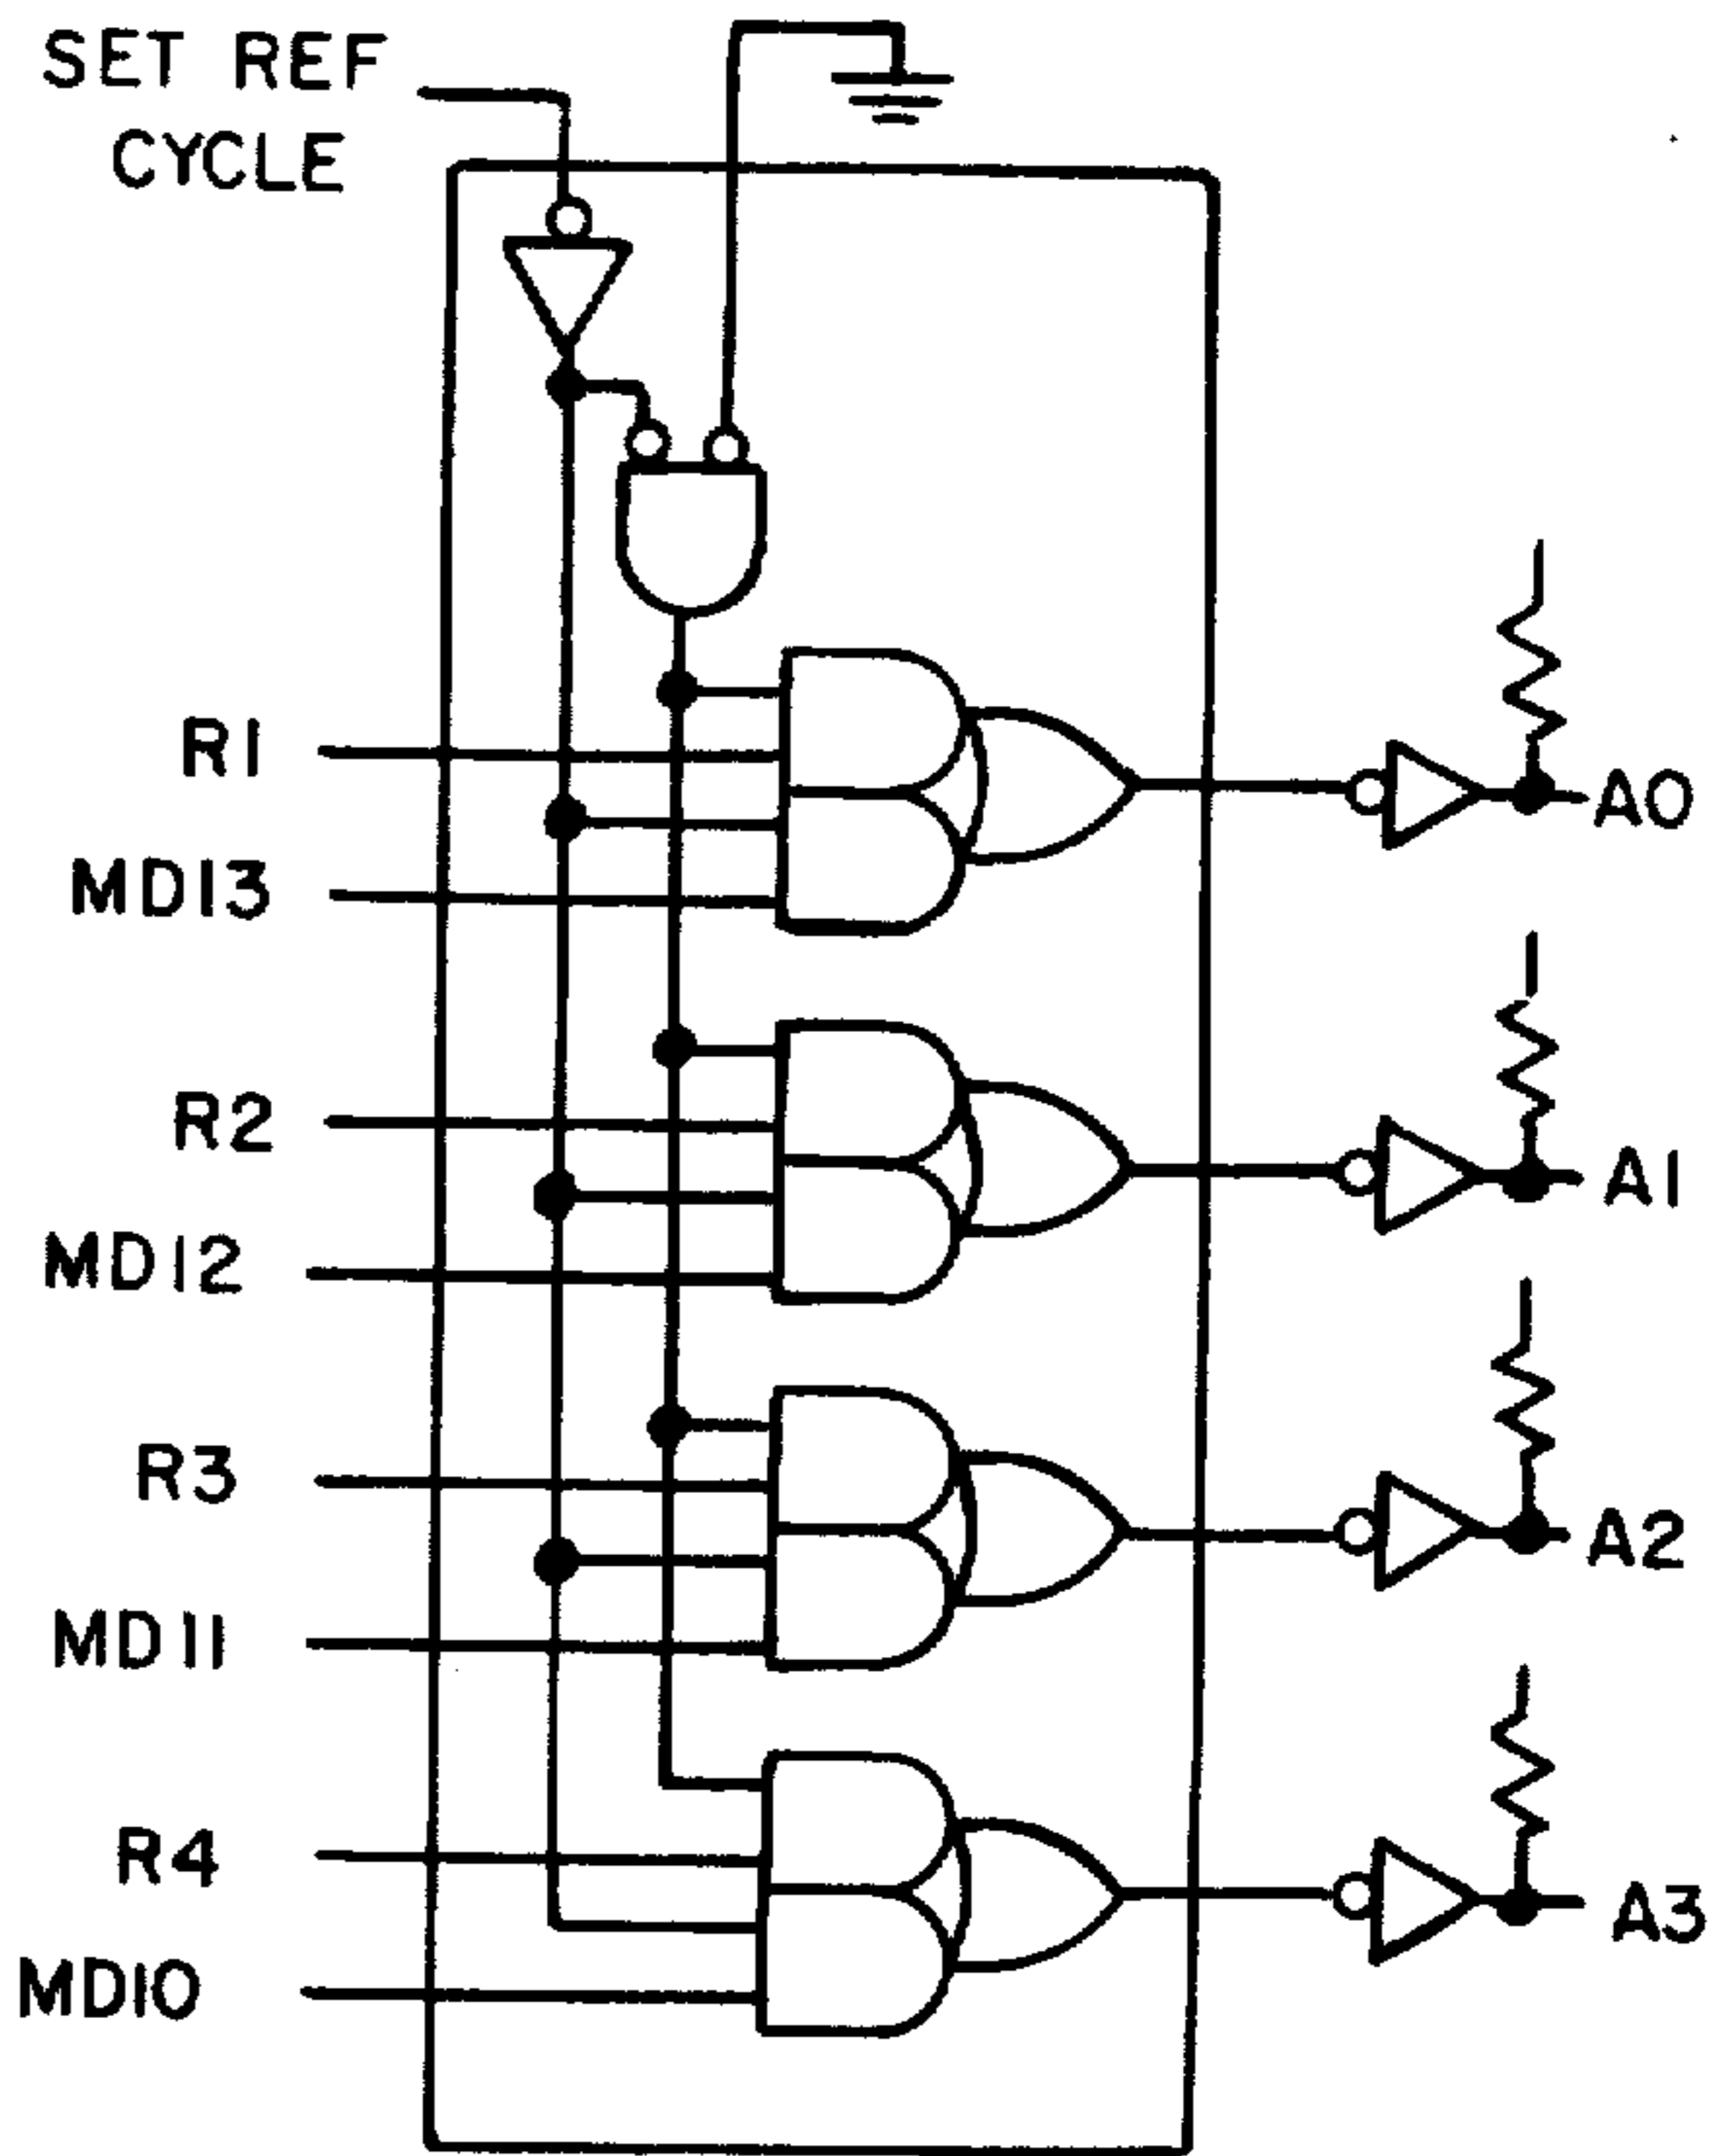 SET REF
CYCLE
R1
A0
MD13
R2
A1
MD12
R3
A2
MD11
R4
A3
MD10